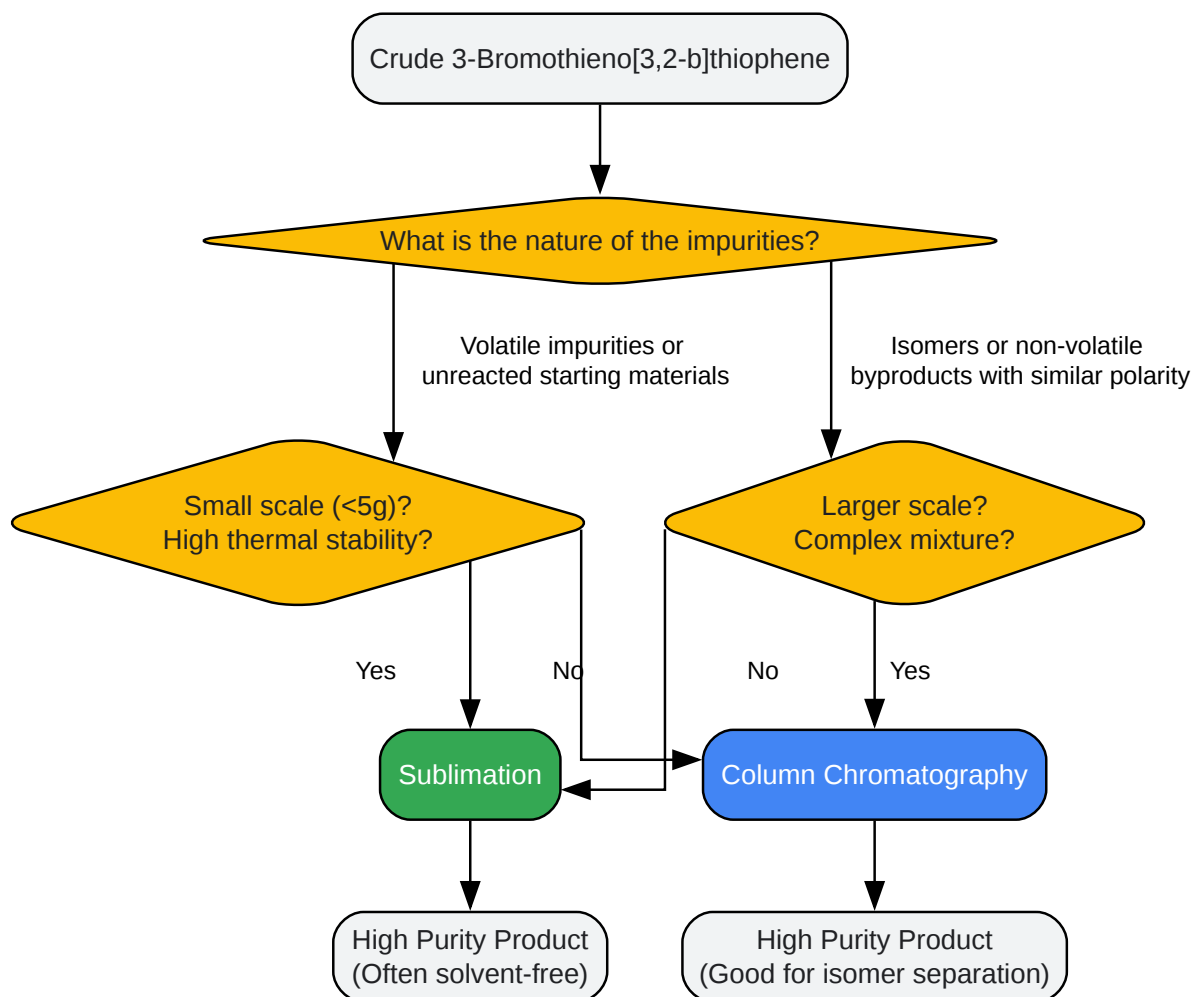 Crude 3-Bromothieno[3,2-b]thiophene
What is the nature of the impurities?
Volatile impurities or
unreacted starting materials
Isomers or non-volatile
byproducts with similar polarity
Small scale (<5g)?
High thermal stability?
Larger scale?
Complex mixture?
Yes
No
No
Yes
Sublimation
Column Chromatography
High Purity Product
(Often solvent-free)
High Purity Product
(Good for isomer separation)